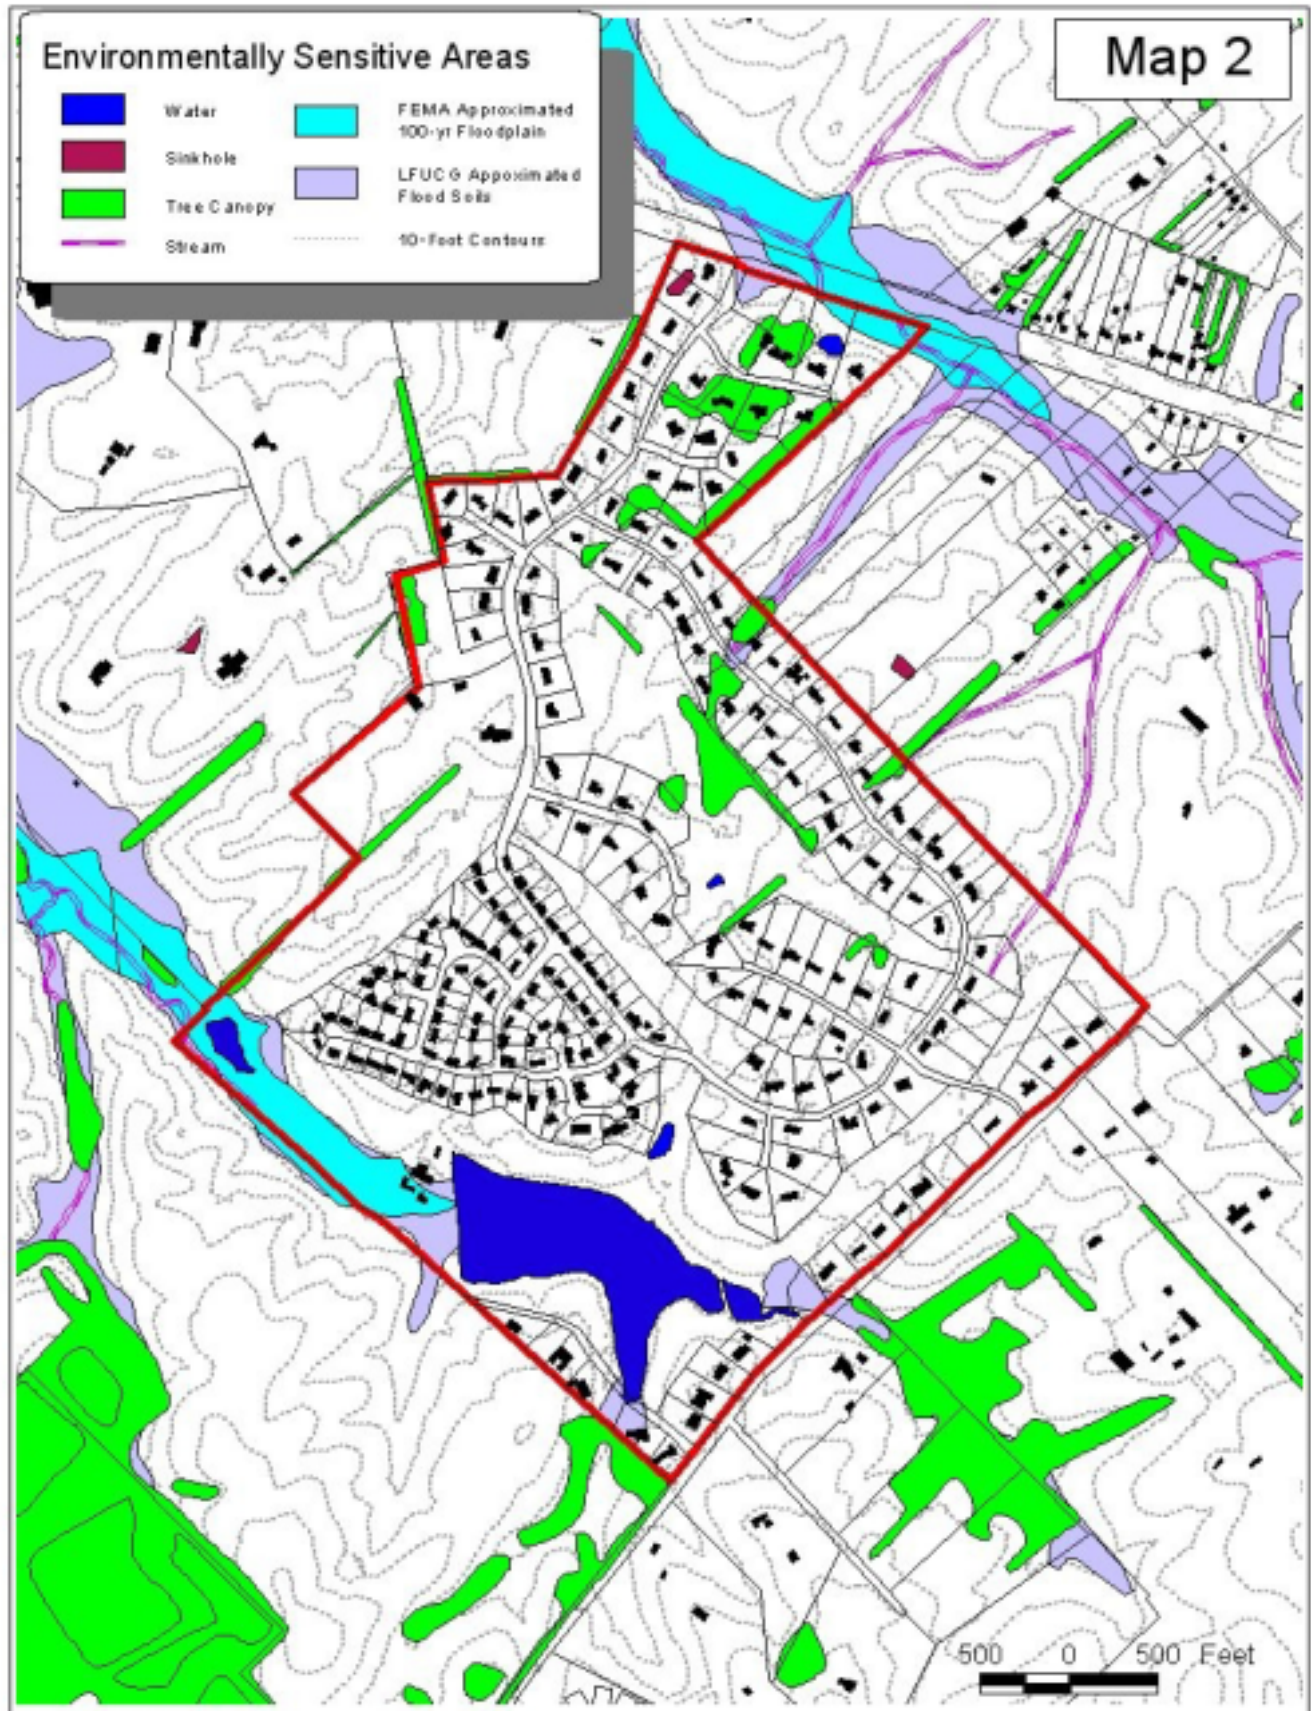 Environmentally Sensitive Areas
Map 2
Water
Sinkhole
Tree Canopy
Stream
FEMA Approximated
100-yr Floodplain
LFUCG Appoximated
Flood Soils
10-Foot Contours
500 0 500 Feet